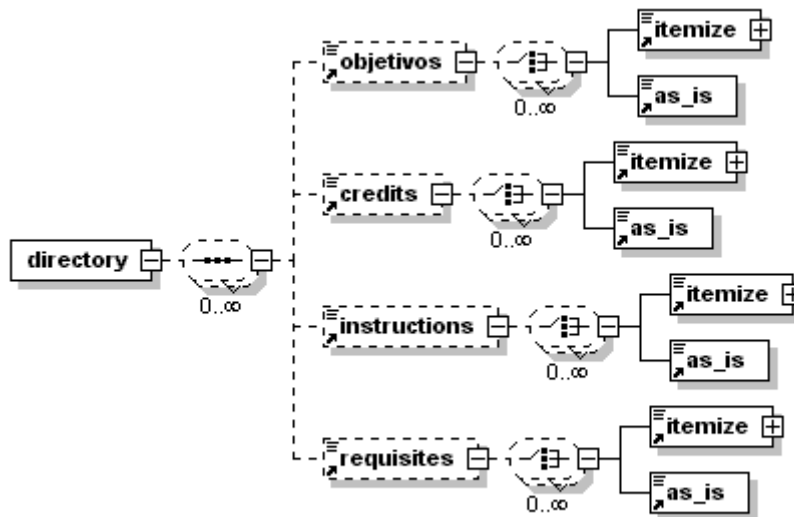 directory
0..∞
objetivos
0..∞
itemize
as_is
credits
0..∞
itemize
as_is
instructions
0..∞
itemize
as_is
requisites
0..∞
itemize
as_is